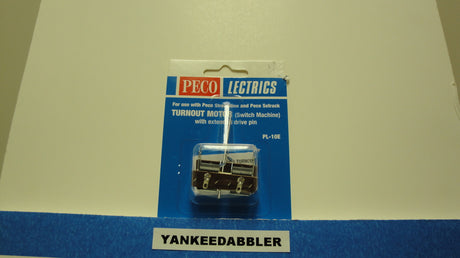 PECO LECTRICS
For use with Peco Streamline and Peco Setrack
TURNOUT MOTOR (Switch Machine)
with extended drive pin
PL-10E
TURNOUT
YANKEEDABBLER